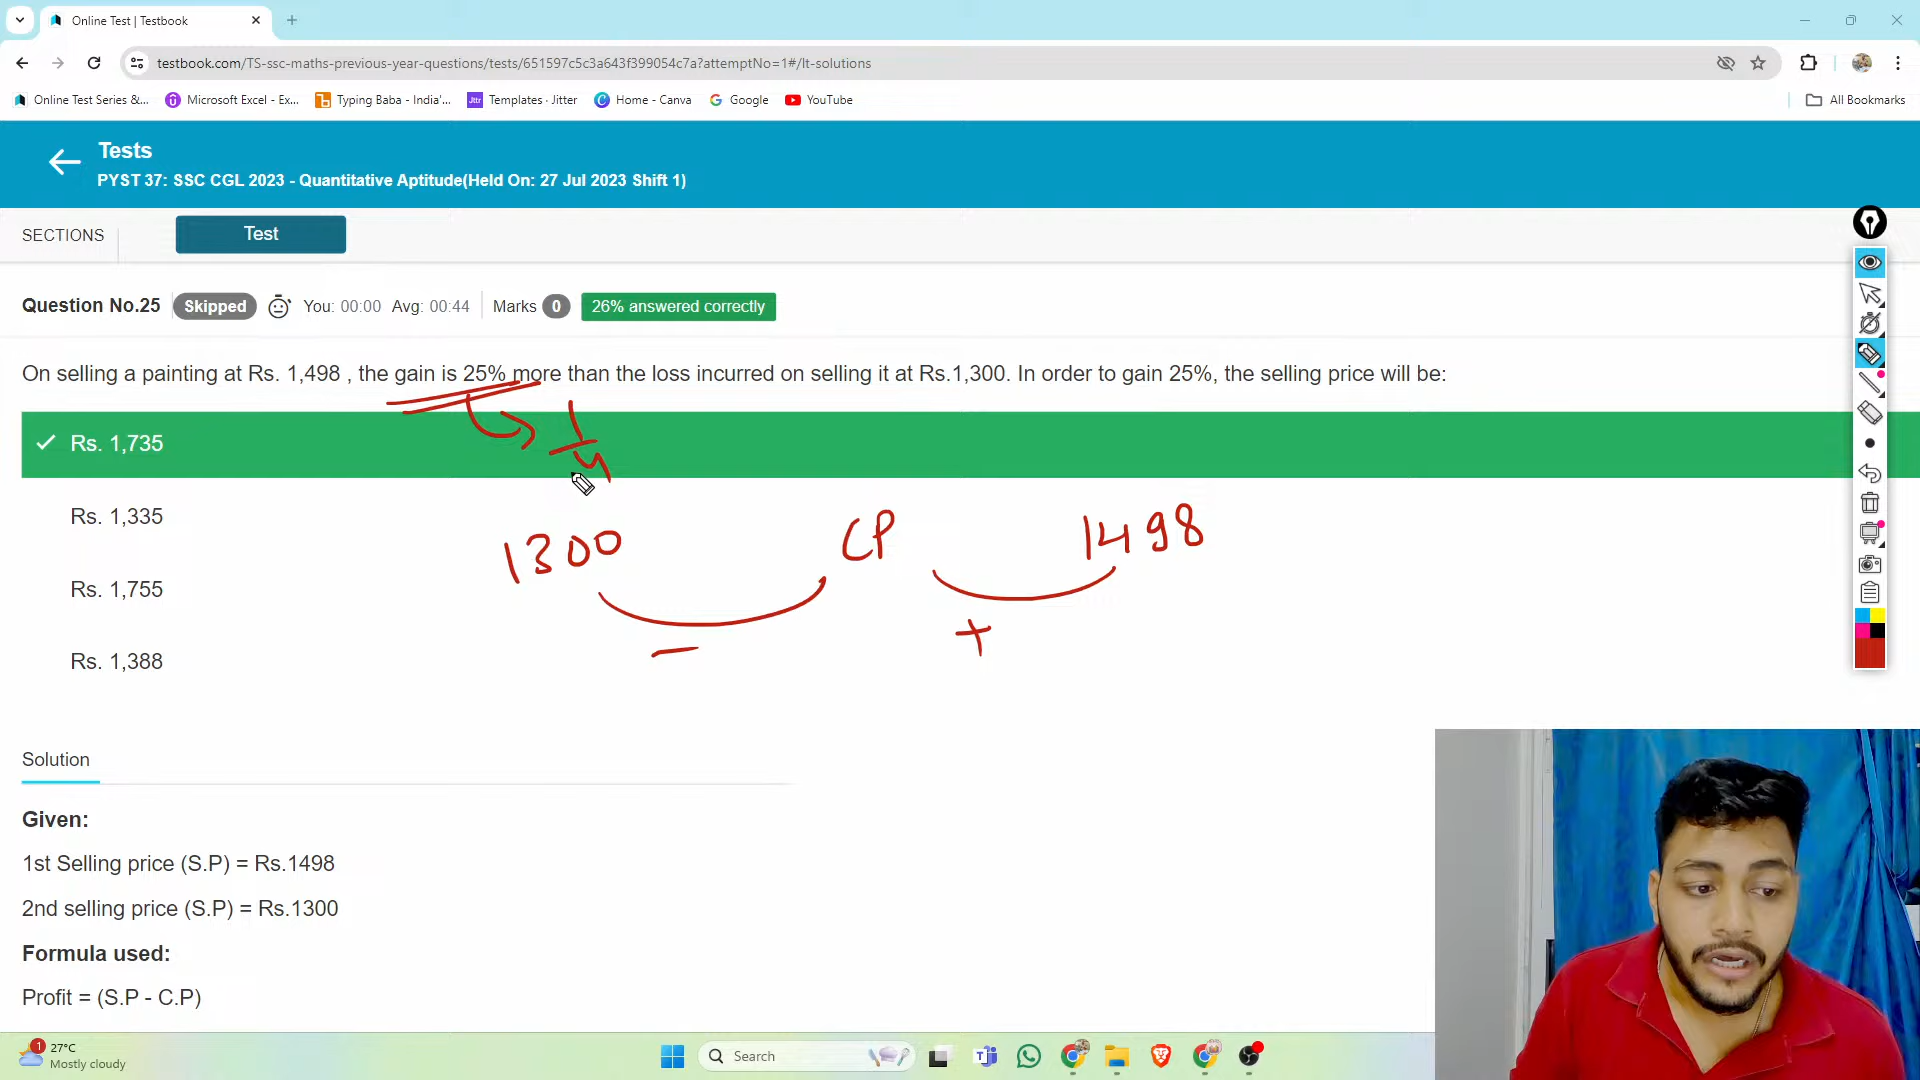 Online Test | Testbook
testbook.com/TS-ssc-maths-previous-year-questions/tests/651597c5c3a643f399054c7a?attemptNo=1#/lt-solutions
Online Test Series &... Microsoft Excel - Ex... Typing Baba - India'... Jttr Templates · Jitter Home - Canva Google YouTube All Bookmarks
Tests
PYST 37: SSC CGL 2023 - Quantitative Aptitude(Held On: 27 Jul 2023 Shift 1)
SECTIONS Test
Question No.25 Skipped You: 00:00 Avg: 00:44 Marks 0 26% answered correctly
On selling a painting at Rs. 1,498 , the gain is 25% more than the loss incurred on selling it at Rs.1,300. In order to gain 25%, the selling price will be:
Rs. 1,735
1/4
Rs. 1,335
1300 CP 1498
Rs. 1,755
− +
Rs. 1,388
Solution
Given:
1st Selling price (S.P) = Rs.1498
2nd selling price (S.P) = Rs.1300
Formula used:
Profit = (S.P - C.P)
1 27°C
Mostly cloudy
Search